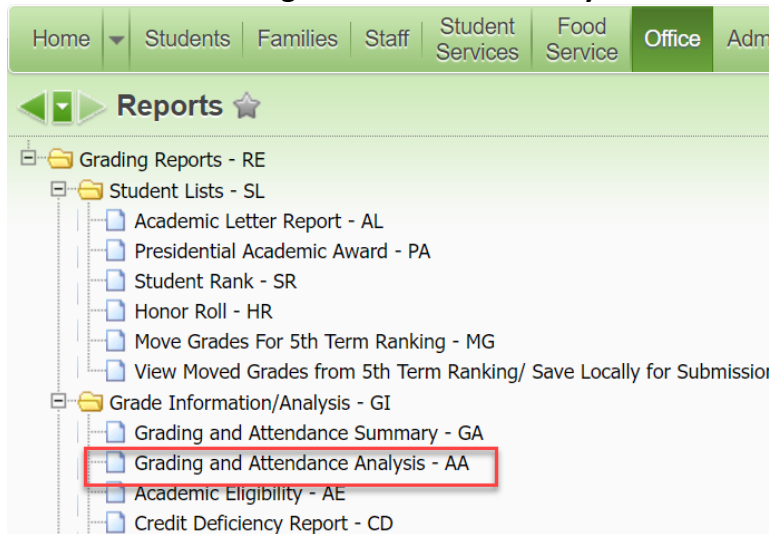 Home Students Families Staff Student Services Food Service Office Adm
Reports
Grading Reports - RE
Student Lists - SL
Academic Letter Report - AL
Presidential Academic Award - PA
Student Rank - SR
Honor Roll - HR
Move Grades For 5th Term Ranking - MG
View Moved Grades from 5th Term Ranking/ Save Locally for Submission
Grade Information/Analysis - GI
Grading and Attendance Summary - GA
Grading and Attendance Analysis - AA
Academic Eligibility - AE
Credit Deficiency Report - CD